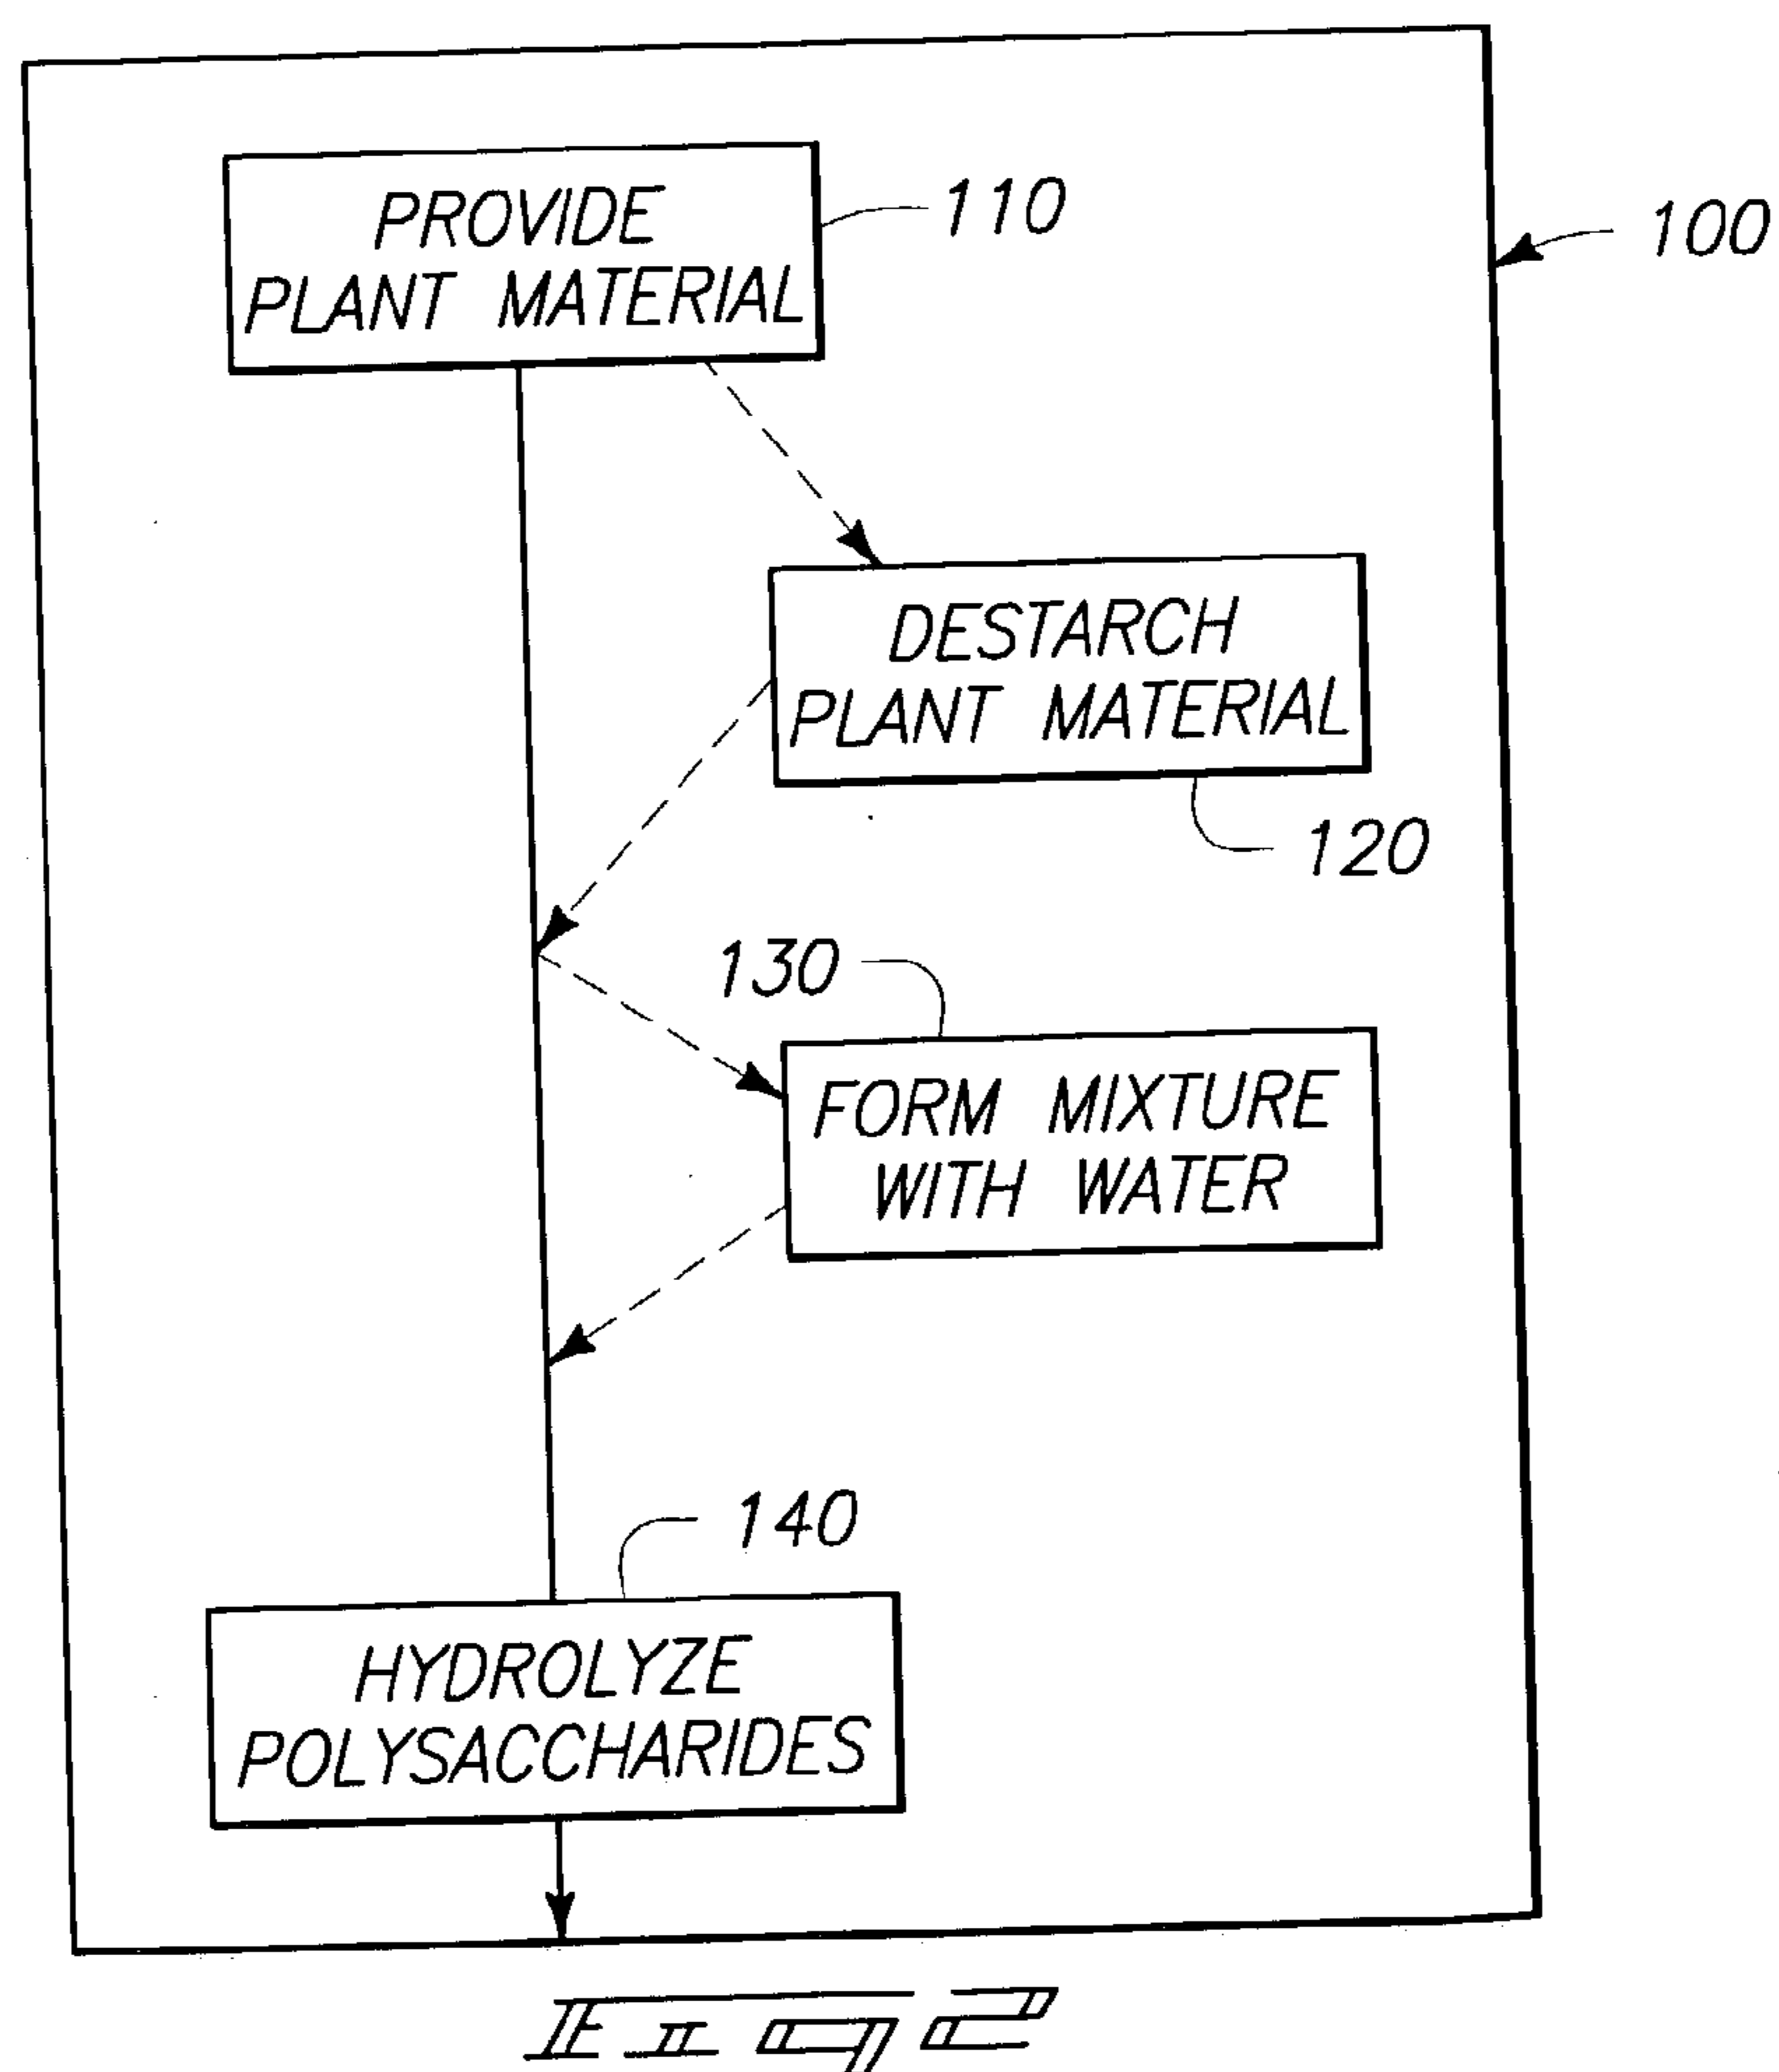 PROVIDE
PLANT MATERIAL
110
100
DESTARCH
PLANT MATERIAL
120
130
FORM MIXTURE
WITH WATER
140
HYDROLYZE
POLYSACCHARIDES
Fig 2